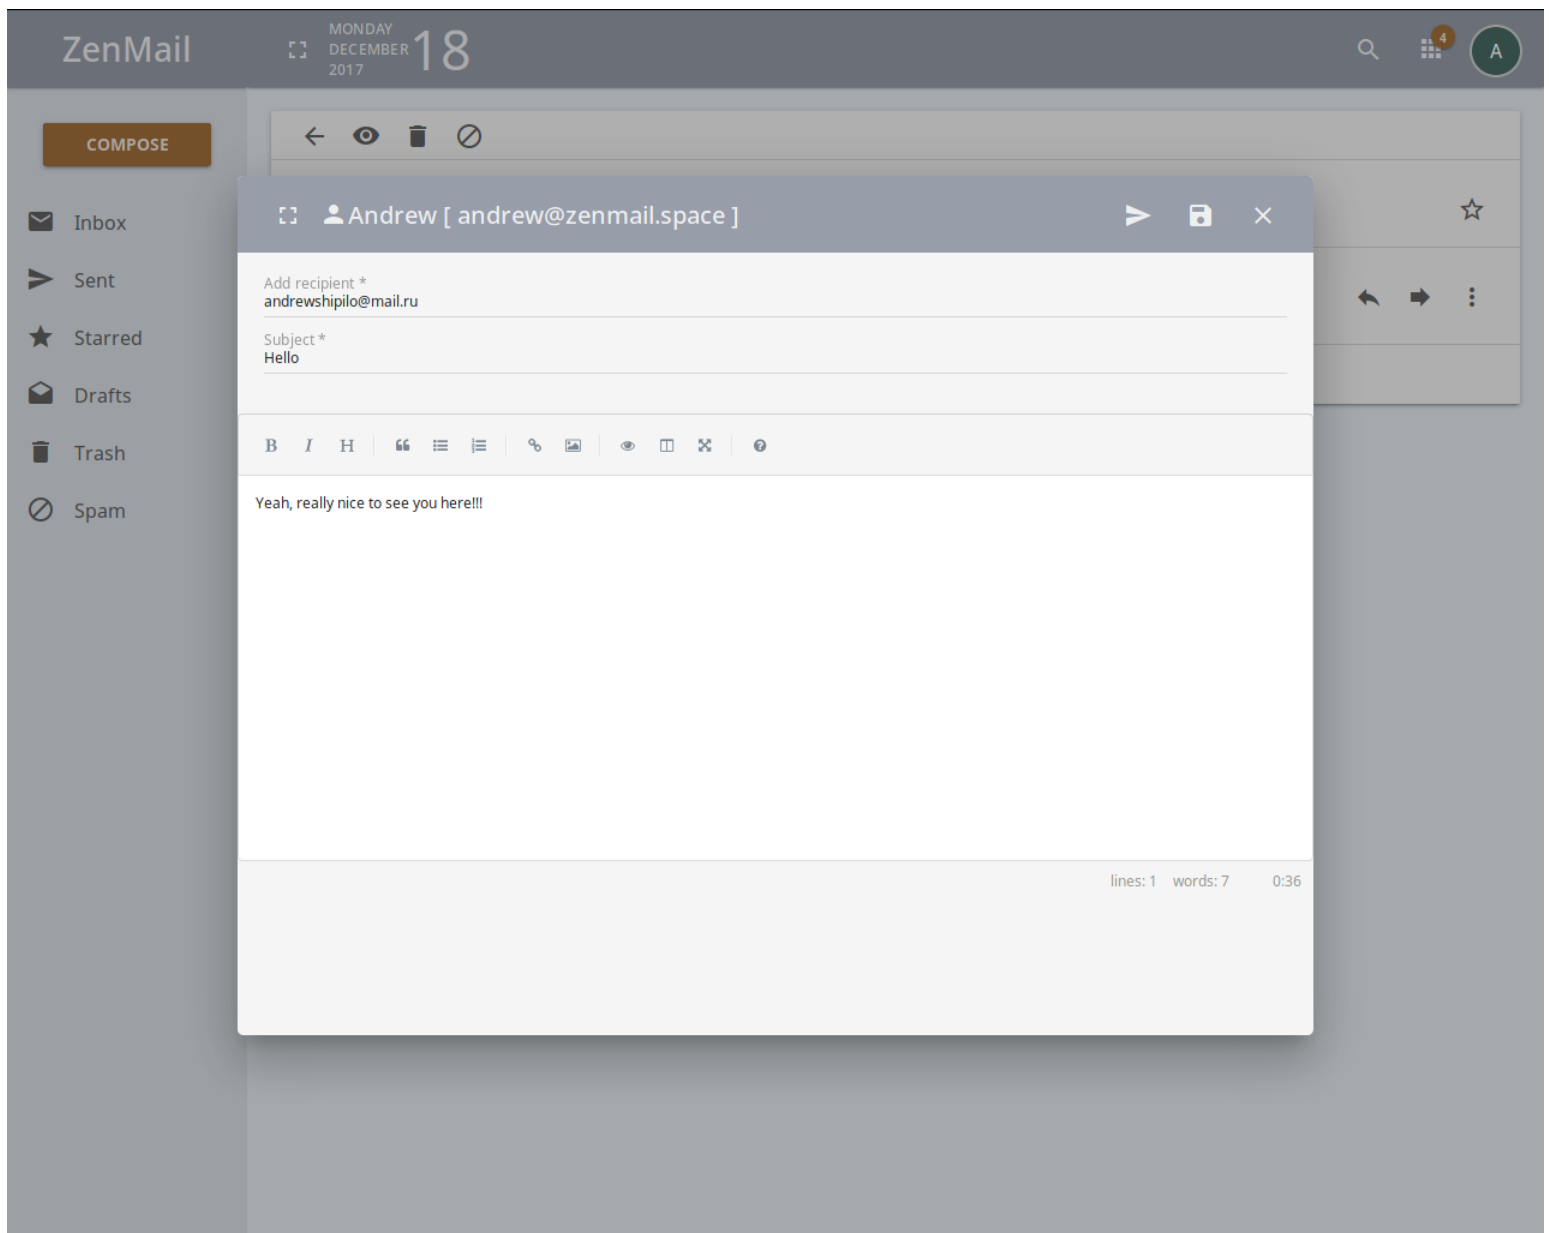 ZenMail
MONDAY
DECEMBER
2017
18
4
A
COMPOSE
Inbox
Sent
Starred
Drafts
Trash
Spam
Andrew [ andrew@zenmail.space ]
Add recipient *
andrewshipilo@mail.ru
Subject *
Hello
B I H
Yeah, really nice to see you here!!!
lines: 1 words: 7 0:36